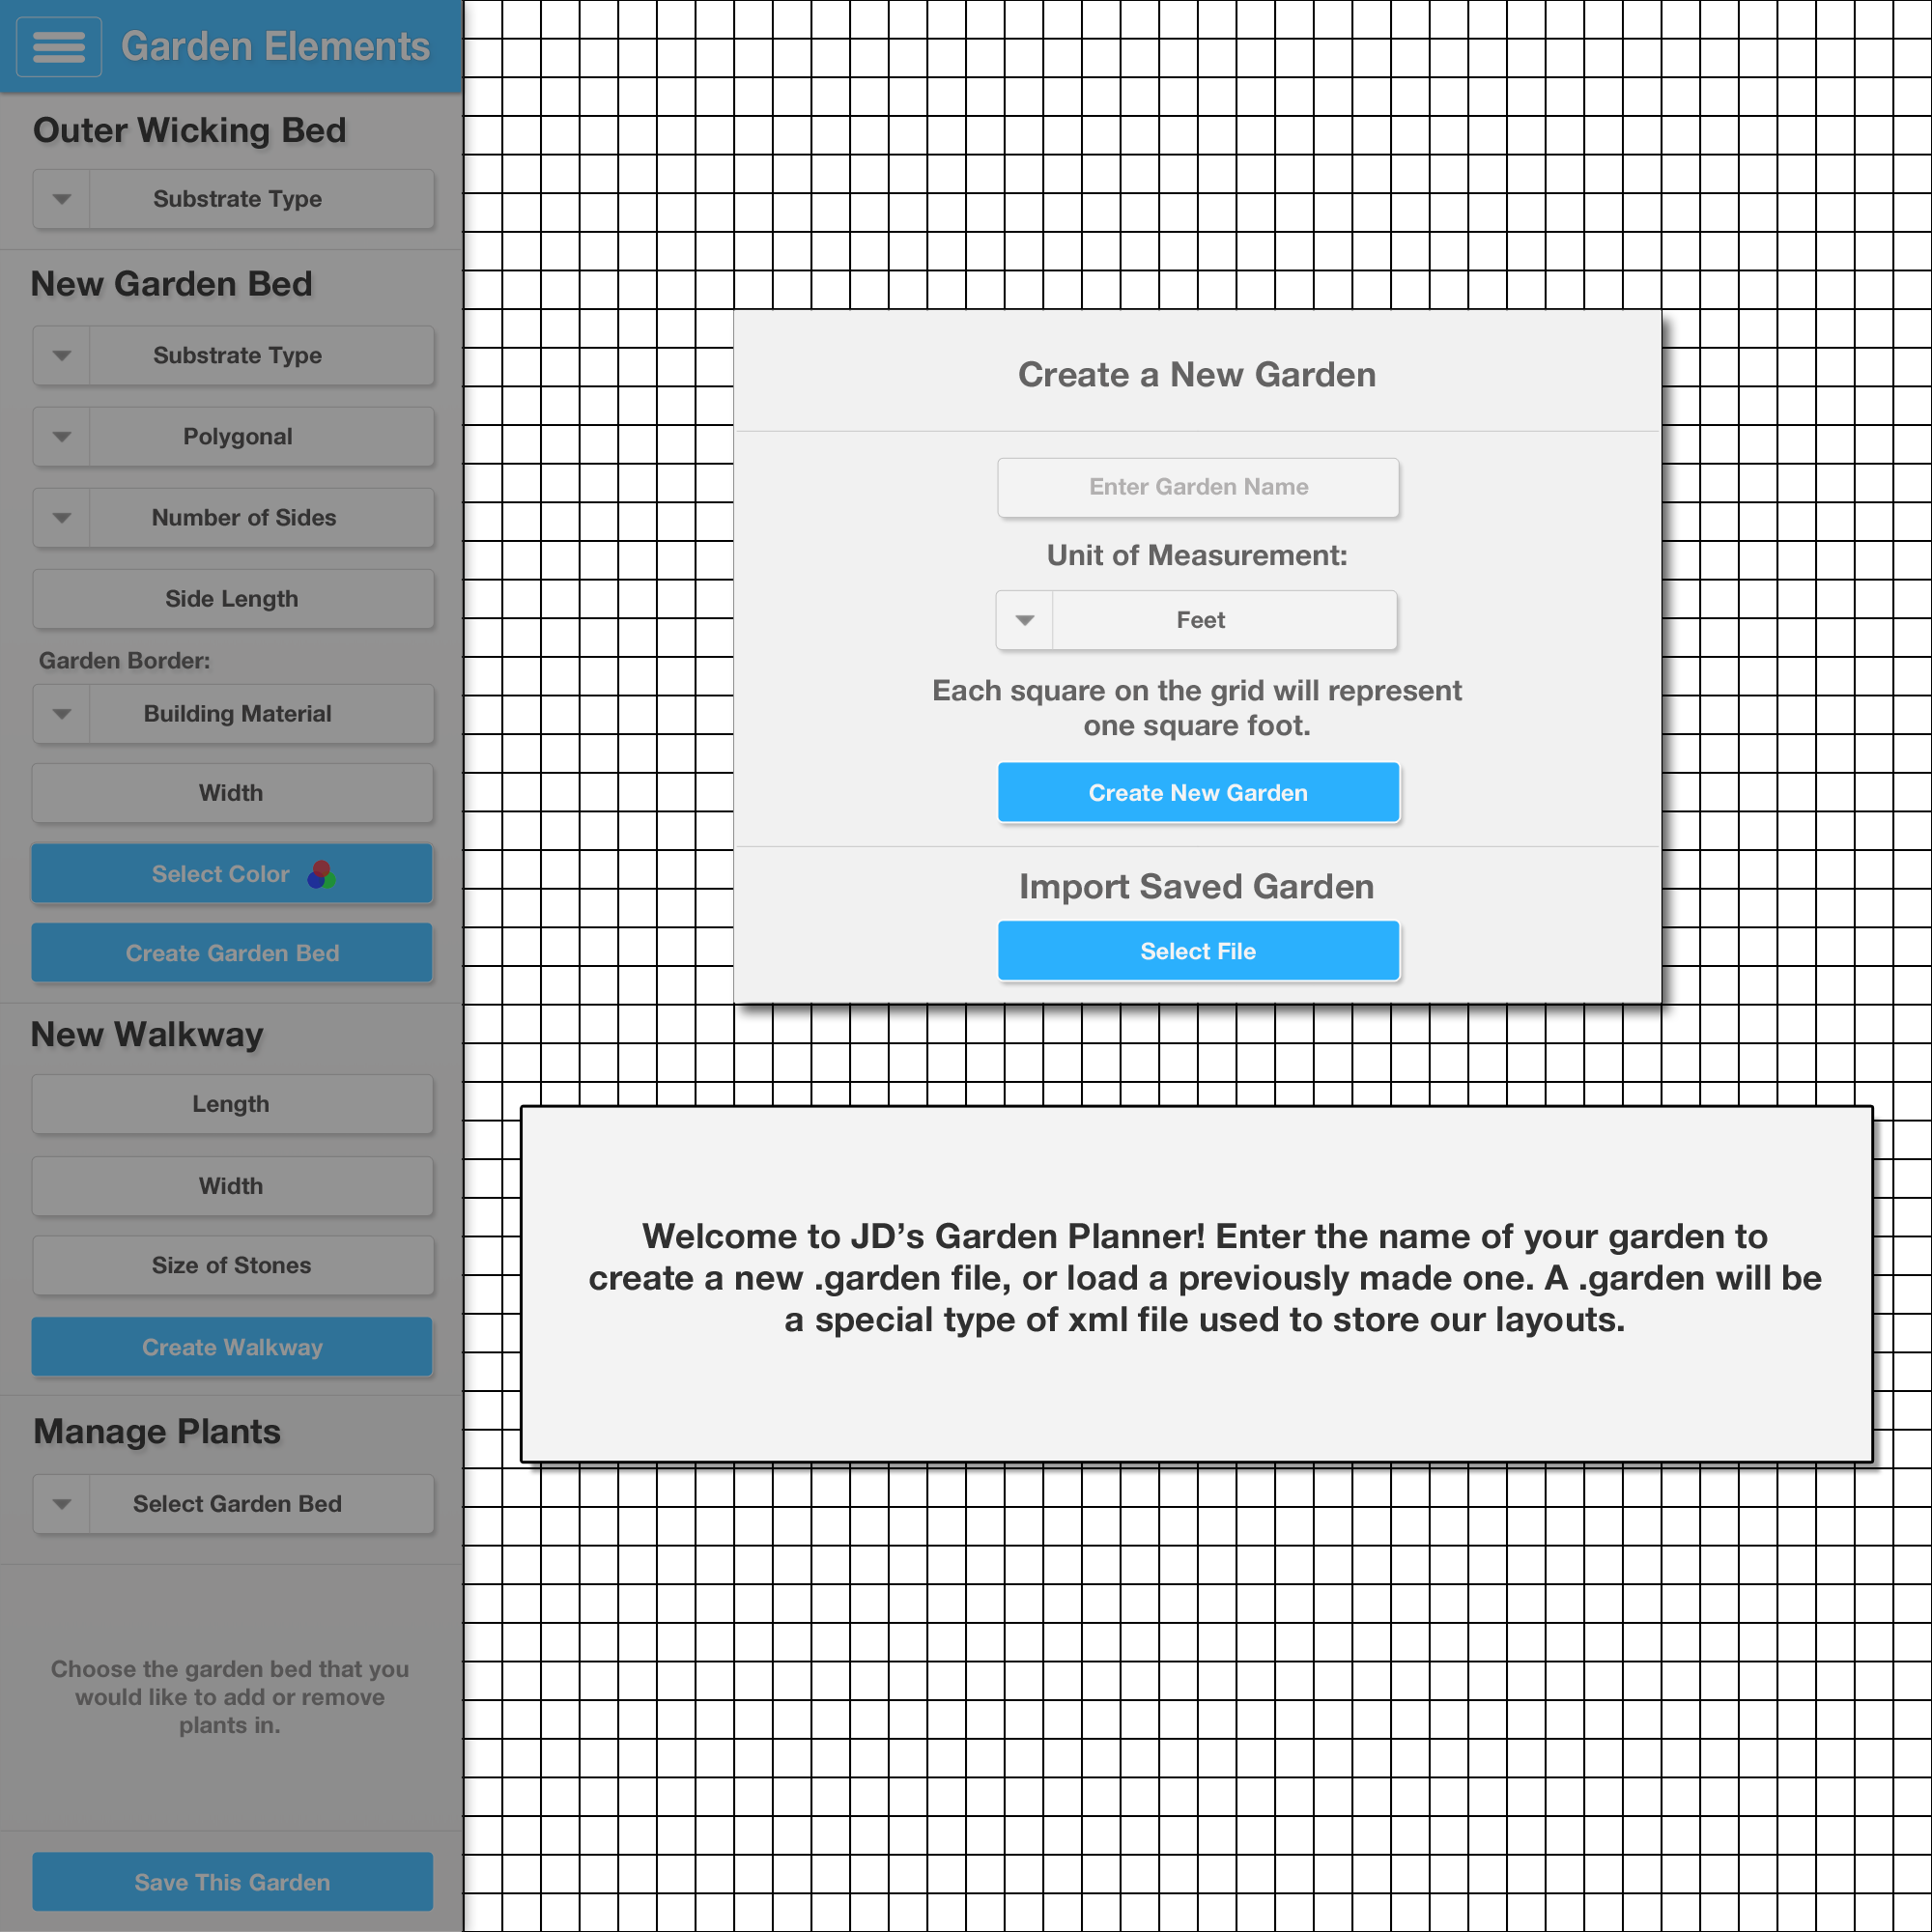 Garden Elements
Outer Wicking Bed
Substrate Type
New Garden Bed
Substrate Type
Polygonal
Number of Sides
Side Length
Garden Border:
Building Material
Width
Select Color
Create Garden Bed
New Walkway
Length
Width
Size of Stones
Create Walkway
Manage Plants
Select Garden Bed
Choose the garden bed that you
would like to add or remove
plants in.
Save This Garden
Create a New Garden
Enter Garden Name
Unit of Measurement:
Feet
Each square on the grid will represent
one square foot.
Create New Garden
Import Saved Garden
Select File
Welcome to JD’s Garden Planner! Enter the name of your garden to
create a new .garden file, or load a previously made one. A .garden will be
a special type of xml file used to store our layouts.